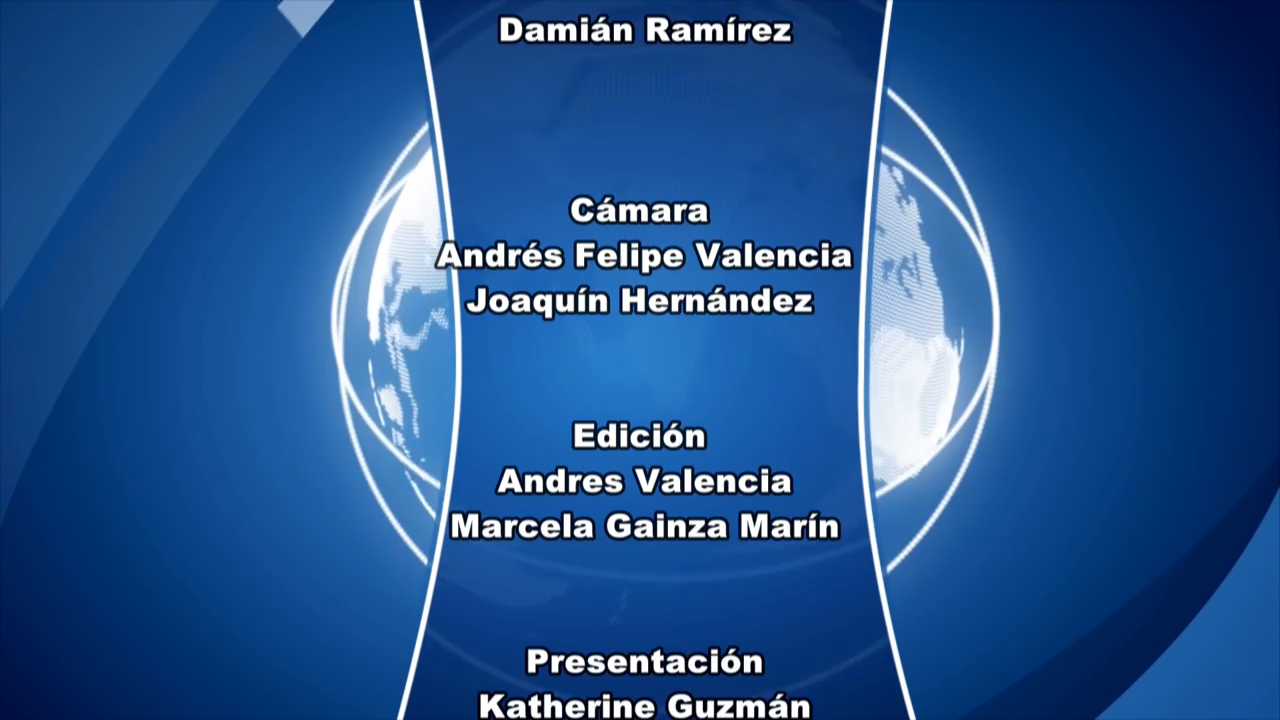 Damián Ramírez
Cámara
Andrés Felipe Valencia
Joaquín Hernández
Edición
Andres Valencia
Marcela Gainza Marín
Presentación
Katherine Guzmán